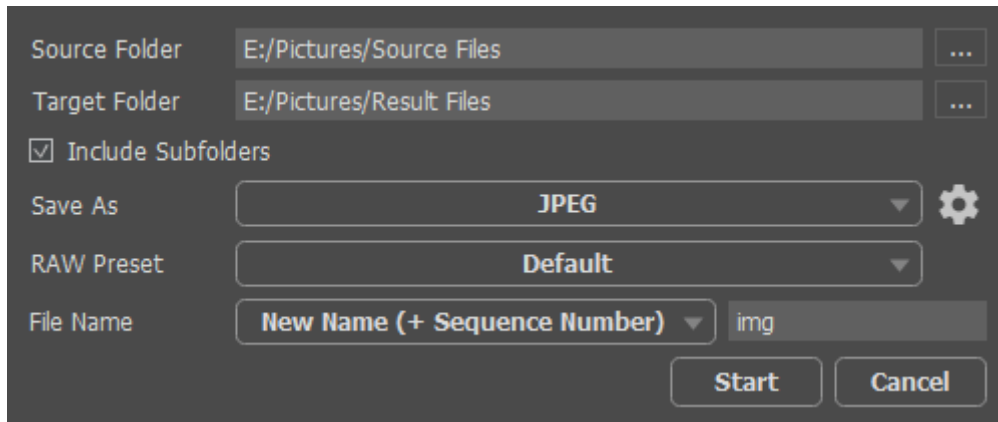 Source Folder E:/Pictures/Source Files ...
Target Folder E:/Pictures/Result Files ...
Include Subfolders
Save As JPEG
RAW Preset Default
File Name New Name (+ Sequence Number) img
Start Cancel